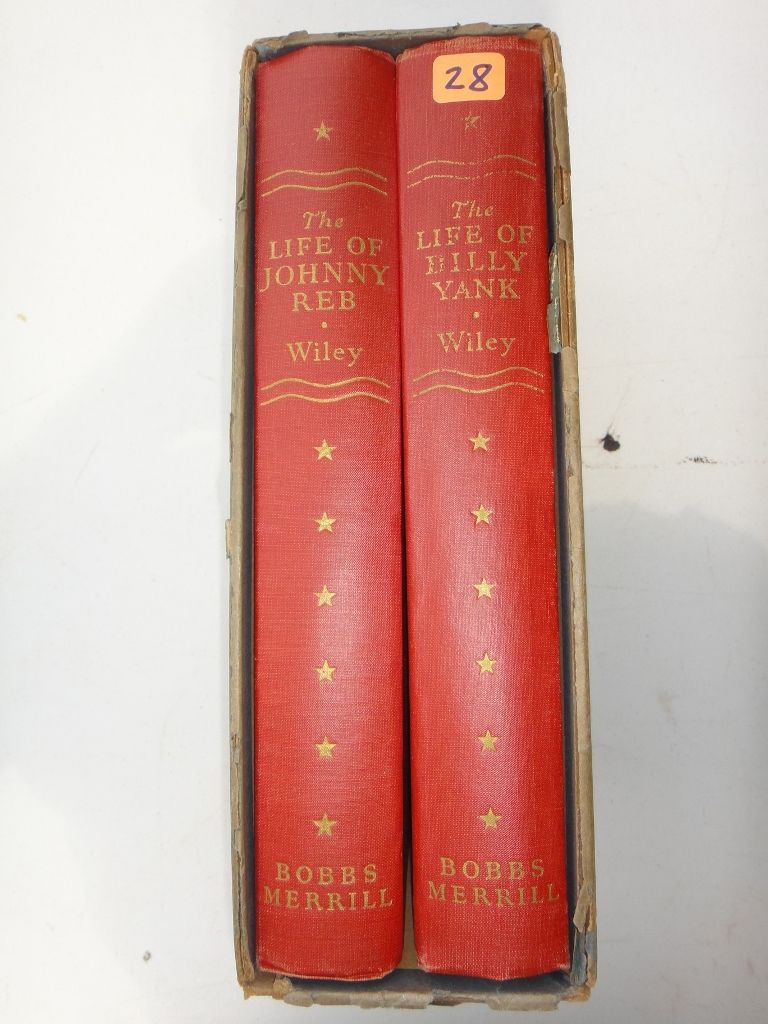 The
LIFE OF
JOHNNY
REB
Wiley
BOBBS
MERRILL
28
The
LIFE OF
BILLY
YANK
Wiley
BOBBS
MERRILL